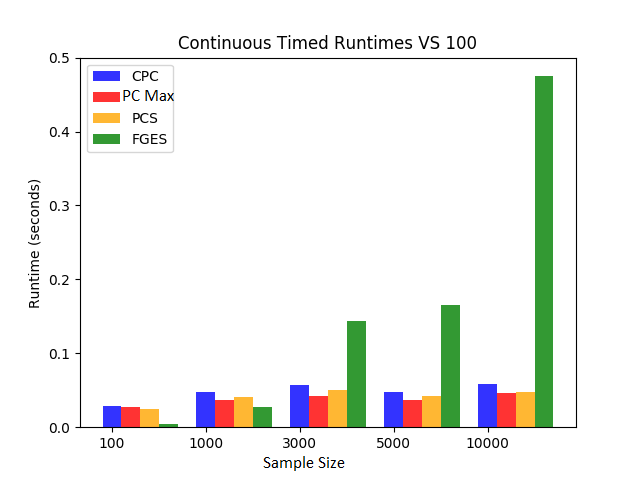 Continuous Timed Runtimes VS 100
0.5
0.4
0.3
0.2
0.1
0.0
Runtime (seconds)
CPC
PC Max
PCS
FGES
100 1000 3000 5000 10000
Sample Size